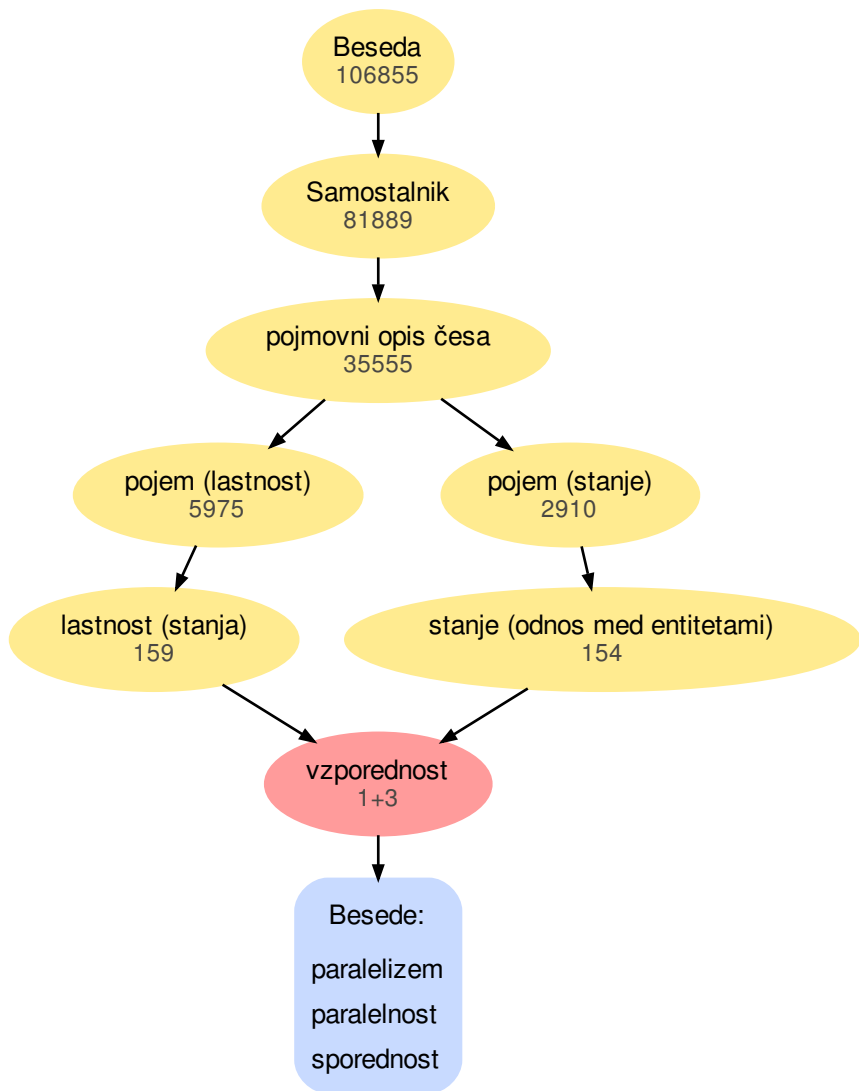 Beseda
106855
Samostalnik
81889
pojmovni opis česa
35555
pojem (lastnost)
5975
pojem (stanje)
2910
lastnost (stanja)
159
stanje (odnos med entitetami)
154
vzporednost
1+3
Besede:
paralelizem
paralelnost
sporednost